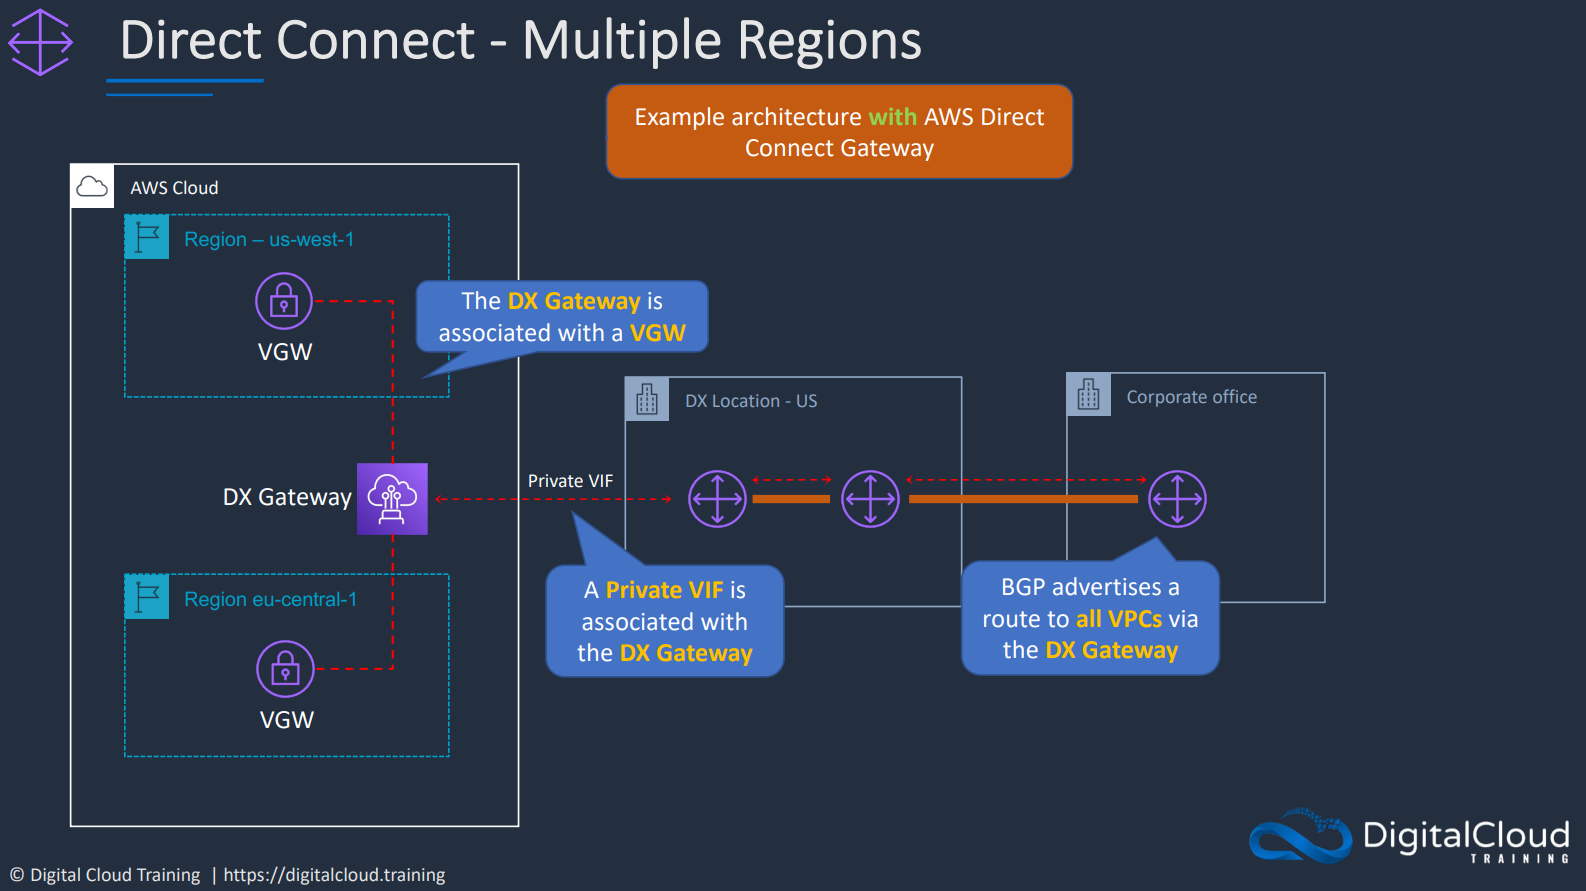 Direct Connect - Multiple Regions
Example architecture with AWS Direct
Connect Gateway
AWS Cloud
Region – us-west-1
VGW
The DX Gateway is
associated with a VGW
DX Location - US
Corporate office
DX Gateway
Private VIF
A Private VIF is
associated with
the DX Gateway
BGP advertises a
route to all VPCs via
the DX Gateway
Region eu-central-1
VGW
DigitalCloud
TRAINING
© Digital Cloud Training | https://digitalcloud.training